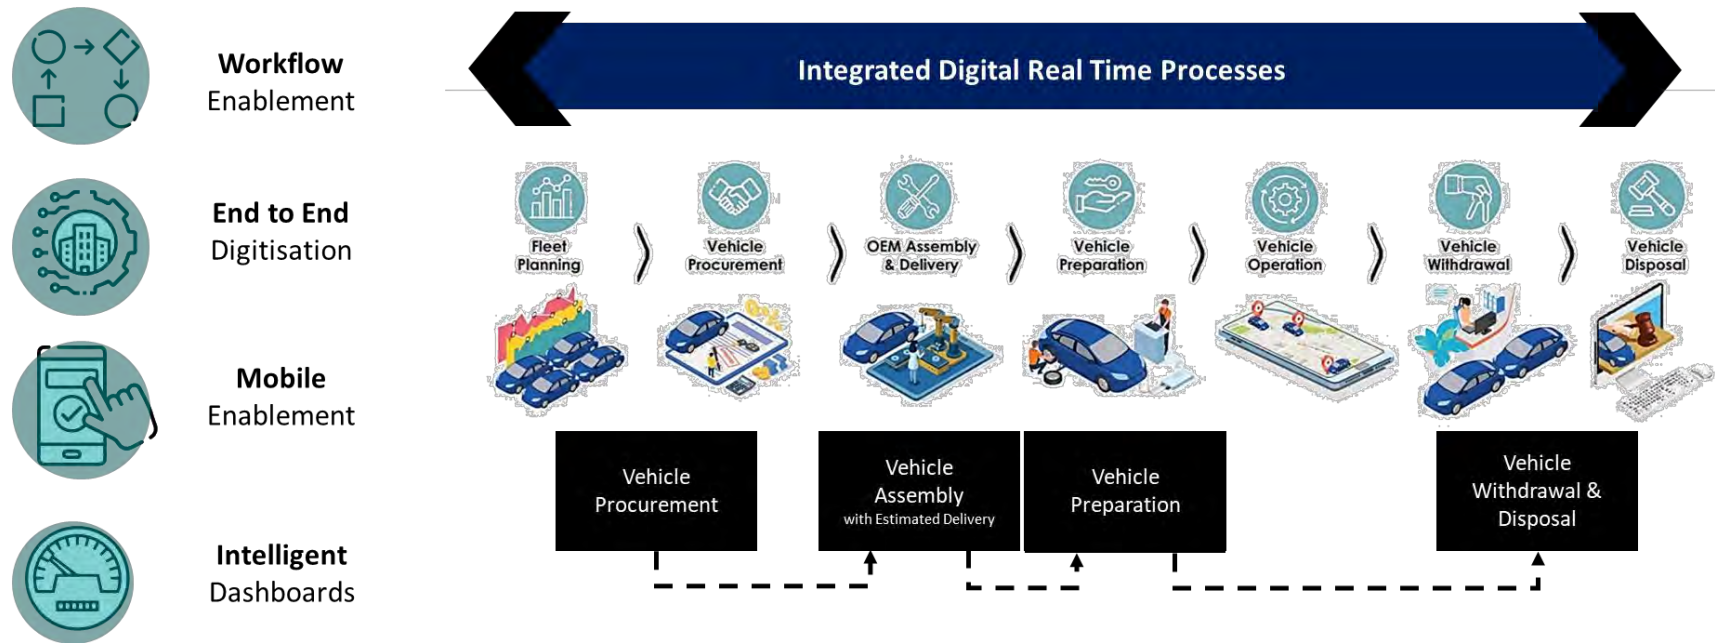 Workflow
Enablement
End to End
Digitisation
Mobile
Enablement
Intelligent
Dashboards
Integrated Digital Real Time Processes
Fleet
Planning
Vehicle
Procurement
OEM Assembly
& Delivery
Vehicle
Preparation
Vehicle
Operation
Vehicle
Withdrawal
Vehicle
Disposal
Vehicle
Procurement
Vehicle
Assembly
with Estimated Delivery
Vehicle
Preparation
Vehicle
Withdrawal &
Disposal